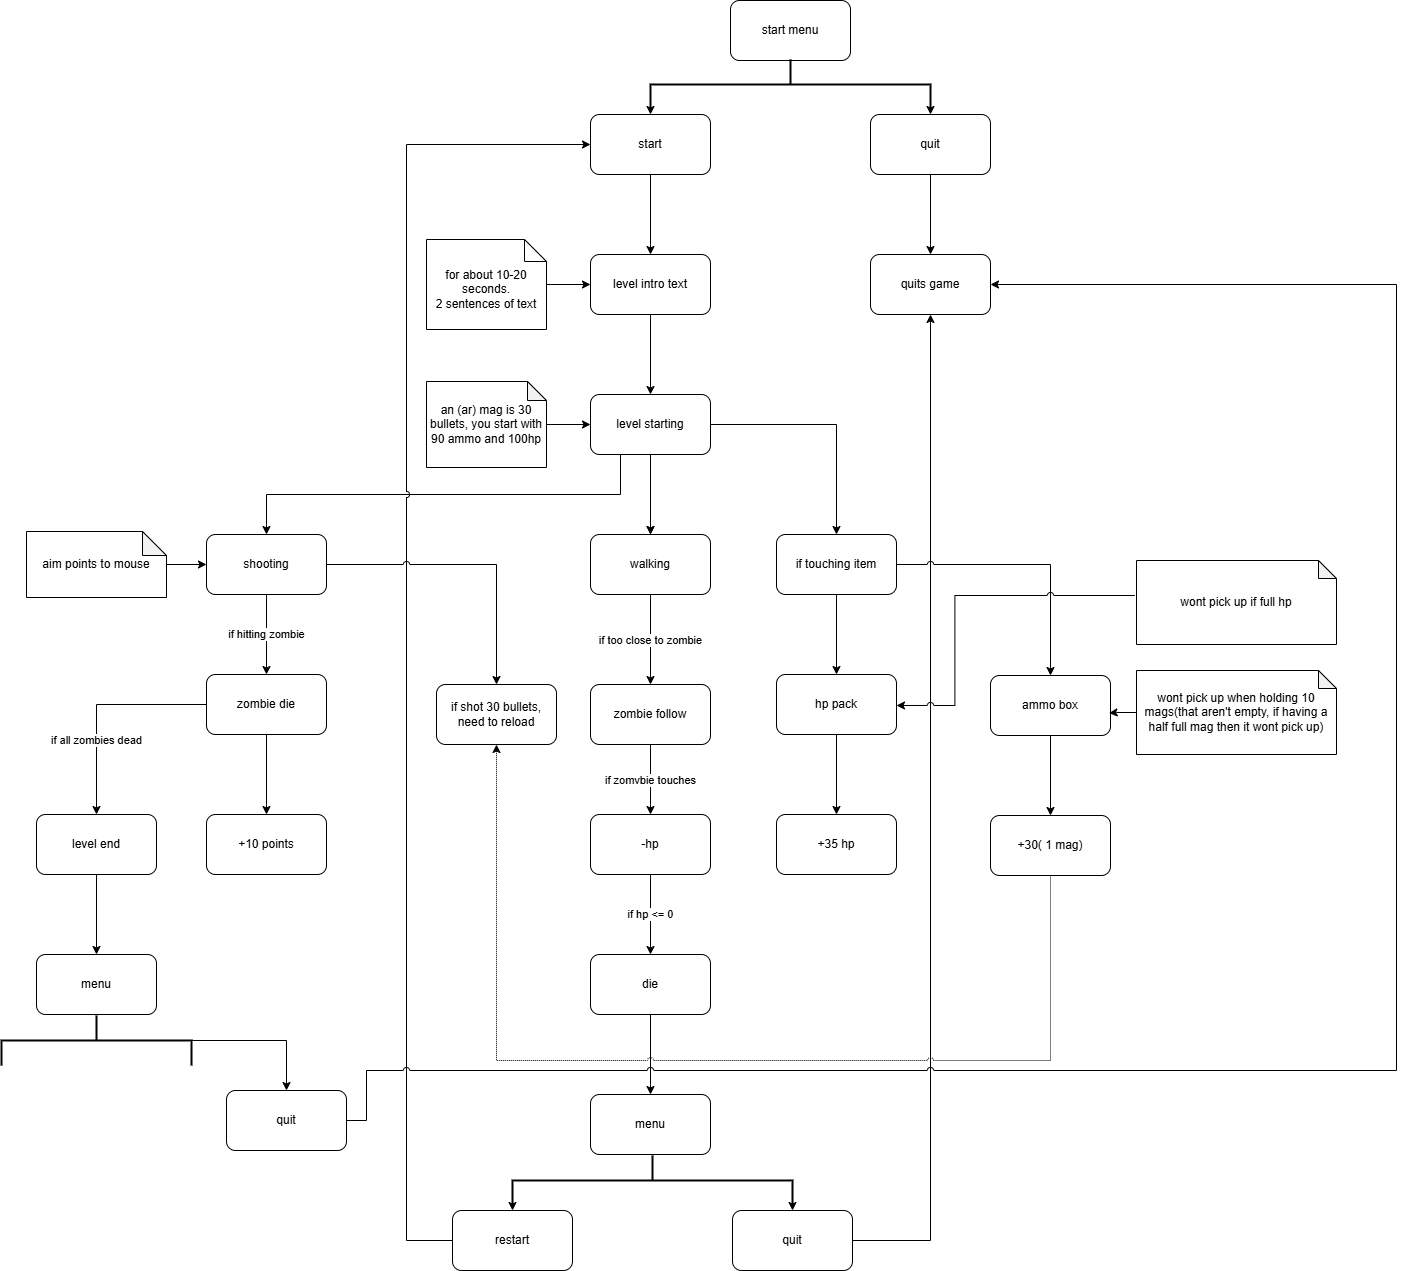 start menu
start
quit
for about 10-20
seconds.
2 sentences of text
level intro text
quits game
an (ar) mag is 30
bullets, you start with
90 ammo and 100hp
level starting
aim points to mouse
shooting
walking
if touching item
wont pick up if full hp
if hitting zombie
if too close to zombie
zombie die
if shot 30 bullets,
need to reload
zombie follow
hp pack
ammo box
wont pick up when holding 10
mags(that aren't empty, if having a
half full mag then it wont pick up)
if all zombies dead
if zomvbie touches
level end
+10 points
-hp
+35 hp
+30( 1 mag)
if hp <= 0
menu
die
quit
menu
restart
quit